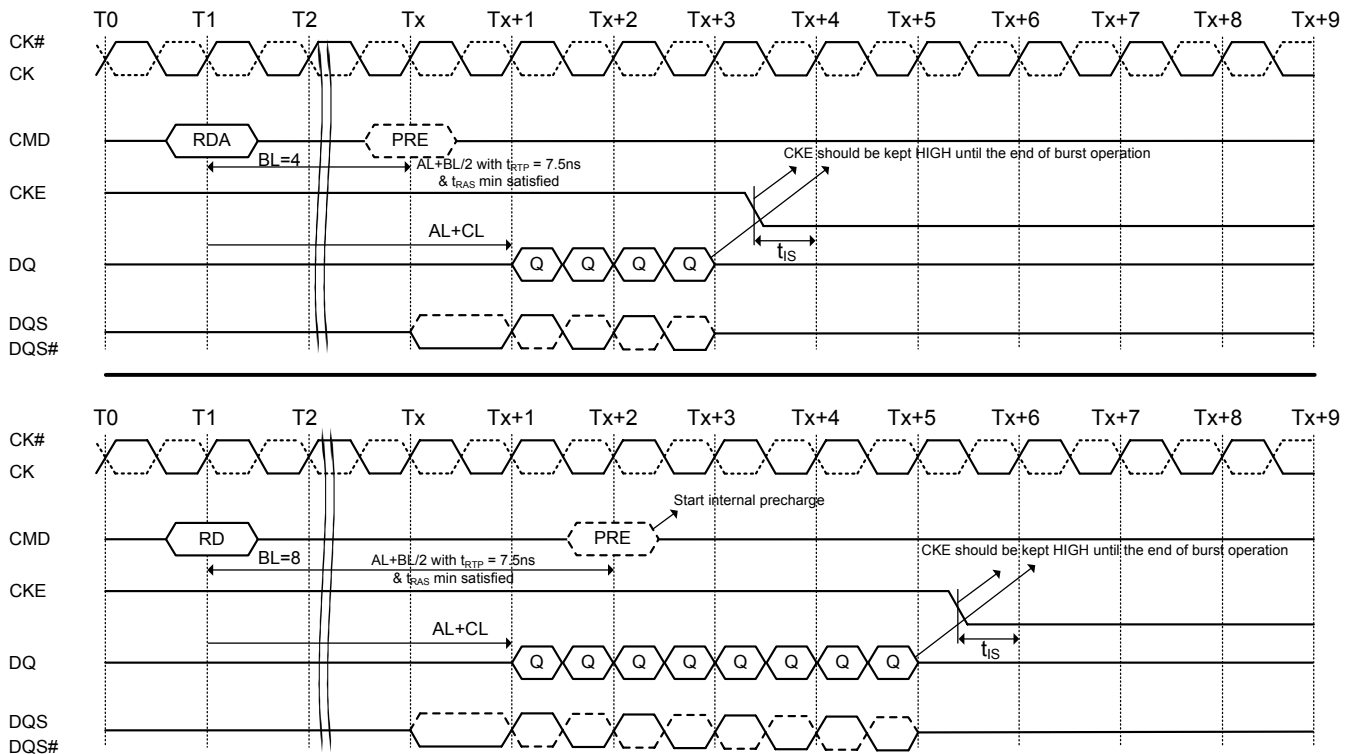 T0 T1 T2 Tx Tx+1 Tx+2 Tx+3 Tx+4 Tx+5 Tx+6 Tx+7 Tx+8 Tx+9
CK#
CK
CMD RDA PRE
BL=4 AL+BL/2 with tRTP = 7.5ns
& tRAS min satisfied
CKE should be kept HIGH until the end of burst operation
CKE
AL+CL
tIS
DQ Q Q Q Q
DQS
DQS#
T0 T1 T2 Tx Tx+1 Tx+2 Tx+3 Tx+4 Tx+5 Tx+6 Tx+7 Tx+8 Tx+9
CK#
CK
Start internal precharge
CMD RD PRE
BL=8 AL+BL/2 with tRTP = 7.5ns
& tRAS min satisfied
CKE should be kept HIGH until the end of burst operation
CKE
AL+CL
tIS
DQ Q Q Q Q Q Q Q Q
DQS
DQS#